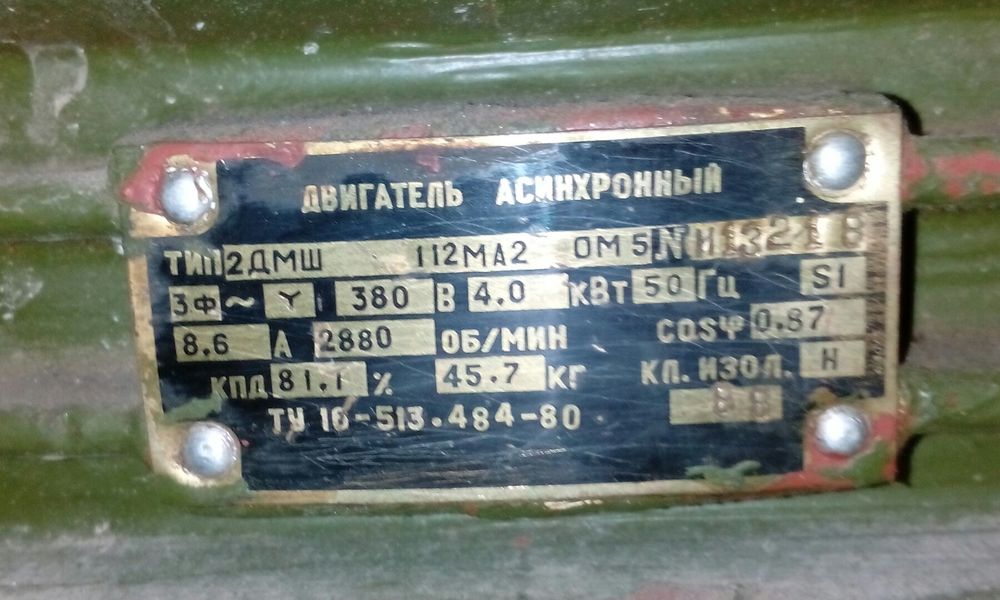 ДВИГАТЕЛЬ АСИНХРОННЫЙ
ТИП 2ДМШ 112МА2 ОМ5 N
3Ф ~ Y 380 В 4.0 КВТ 50 ГЦ S1
8.6 А 2880 ОБ/МИН COSφ 0.87
КПД 81.1 % 45.7 КГ КЛ. ИЗОЛ. Н
ТУ 16-513.484-80 88